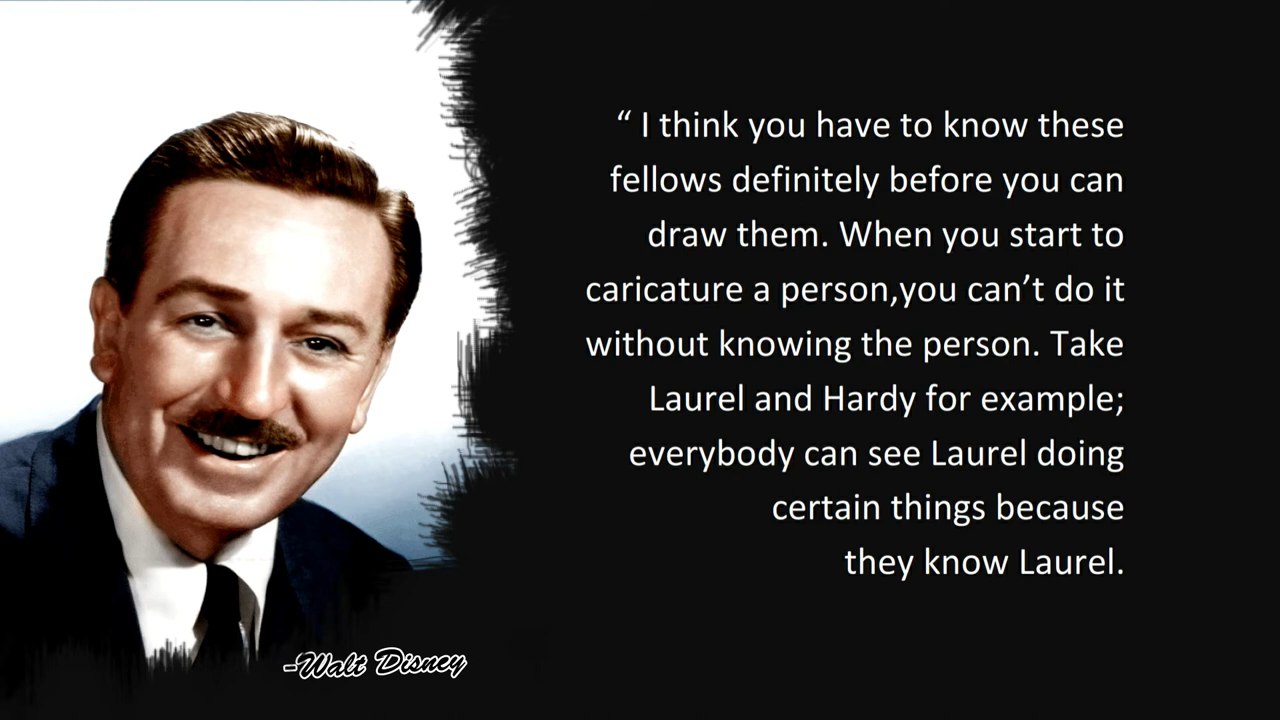 “ I think you have to know these
fellows definitely before you can
draw them. When you start to
caricature a person,you can’t do it
without knowing the person. Take
Laurel and Hardy for example;
everybody can see Laurel doing
certain things because
they know Laurel.
-Walt Disney